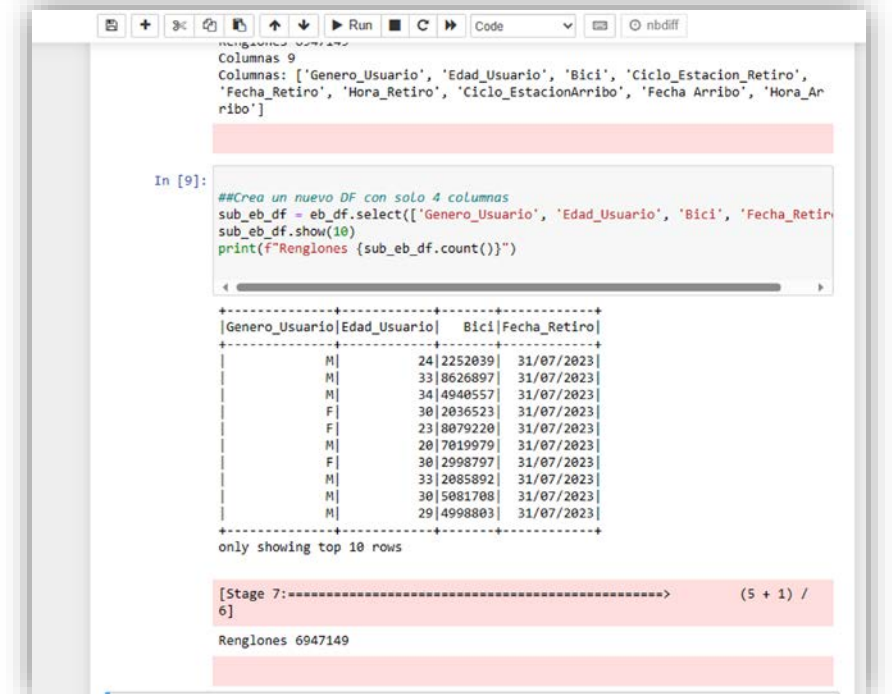 Run Code nbdiff
Renglones 6947149
Columnas 9
Columnas: ['Genero_Usuario', 'Edad_Usuario', 'Bici', 'Ciclo_Estacion_Retiro',
'Fecha_Retiro', 'Hora_Retiro', 'Ciclo_EstacionArribo', 'Fecha Arribo', 'Hora_Ar
ribo']
In [9]:
##Crea un nuevo DF con solo 4 columnas
sub_eb_df = eb_df.select(['Genero_Usuario', 'Edad_Usuario', 'Bici', 'Fecha_Retir
sub_eb_df.show(10)
print(f"Renglones {sub_eb_df.count()}")
+--------------+------------+-------+------------+
|Genero_Usuario|Edad_Usuario|   Bici|Fecha_Retiro|
+--------------+------------+-------+------------+
|             M|          24|2252039|  31/07/2023|
|             M|          33|8626897|  31/07/2023|
|             M|          34|4940557|  31/07/2023|
|             F|          30|2036523|  31/07/2023|
|             F|          23|8079220|  31/07/2023|
|             M|          20|7019979|  31/07/2023|
|             F|          30|2998797|  31/07/2023|
|             M|          33|2085892|  31/07/2023|
|             M|          30|5081708|  31/07/2023|
|             M|          29|4998803|  31/07/2023|
+--------------+------------+-------+------------+
only showing top 10 rows
[Stage 7:=================================================>         (5 + 1) /
6]
Renglones 6947149